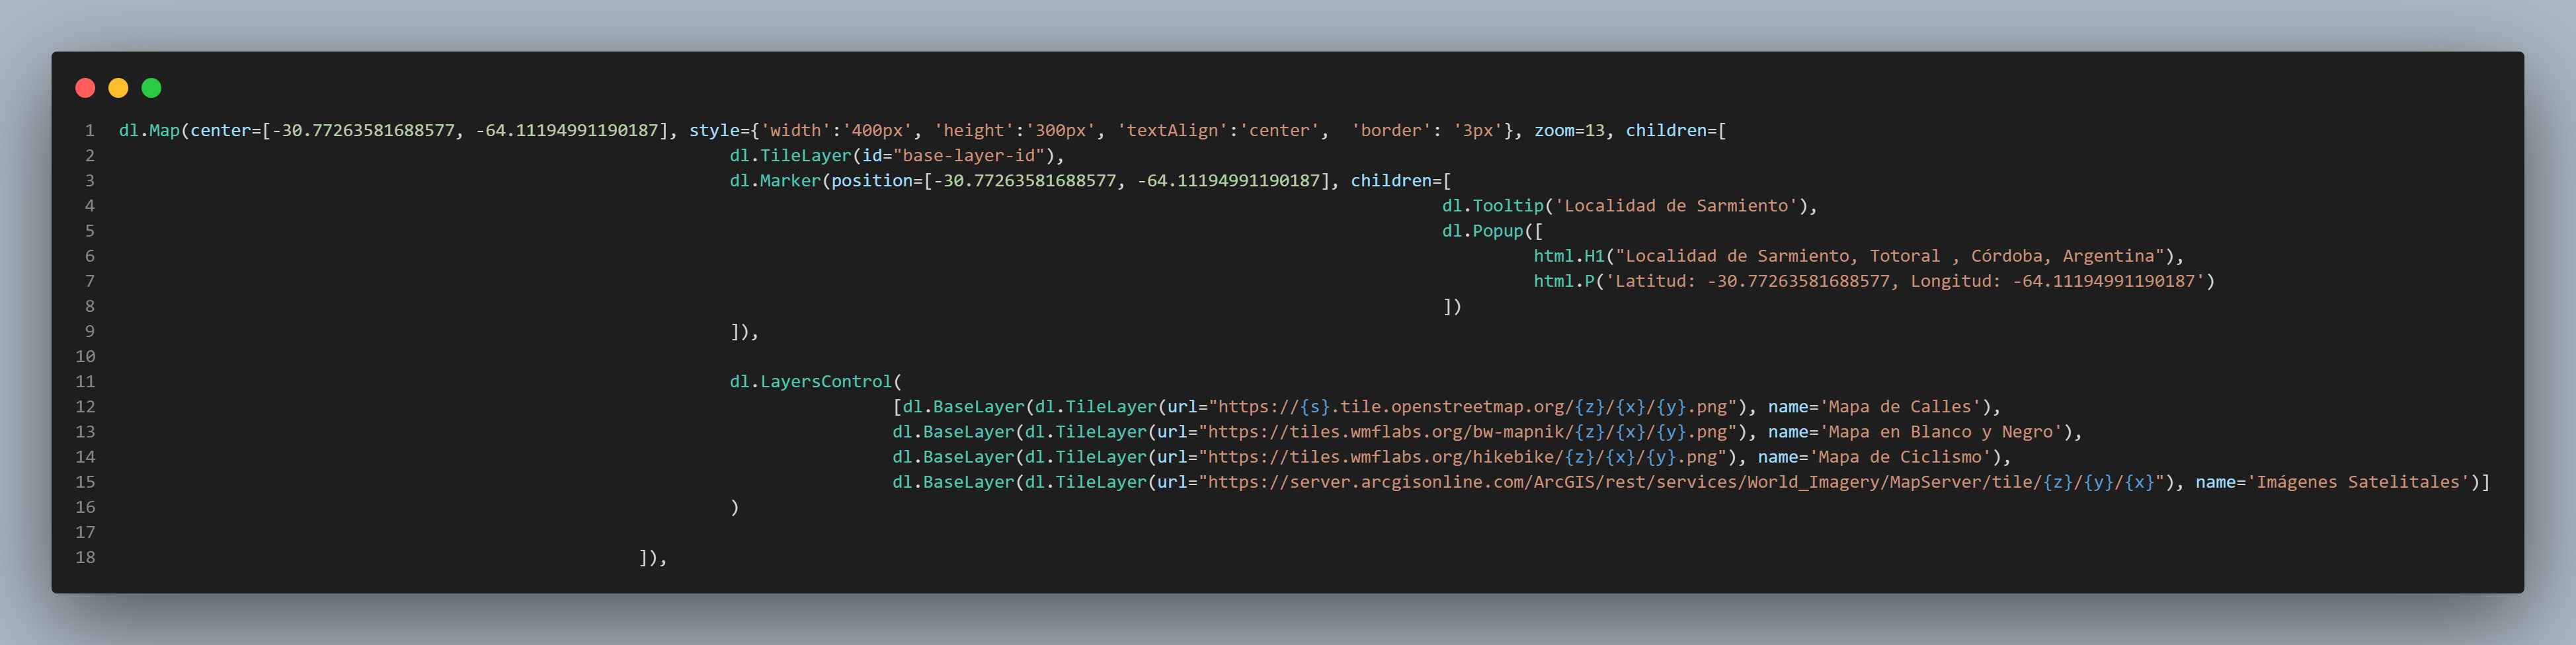 1 dl.Map(center=[-30.77263581688577, -64.11194991190187], style={'width':'400px', 'height':'300px', 'textAlign':'center',  'border': '3px'}, zoom=13, children=[
2 dl.TileLayer(id="base-layer-id"),
3 dl.Marker(position=[-30.77263581688577, -64.11194991190187], children=[
4 dl.Tooltip('Localidad de Sarmiento'),
5 dl.Popup([
6 html.H1("Localidad de Sarmiento, Totoral , Córdoba, Argentina"),
7 html.P('Latitud: -30.77263581688577, Longitud: -64.11194991190187')
8 ])
9 ]),
10
11 dl.LayersControl(
12 [dl.BaseLayer(dl.TileLayer(url="https://{s}.tile.openstreetmap.org/{z}/{x}/{y}.png"), name='Mapa de Calles'),
13 dl.BaseLayer(dl.TileLayer(url="https://tiles.wmflabs.org/bw-mapnik/{z}/{x}/{y}.png"), name='Mapa en Blanco y Negro'),
14 dl.BaseLayer(dl.TileLayer(url="https://tiles.wmflabs.org/hikebike/{z}/{x}/{y}.png"), name='Mapa de Ciclismo'),
15 dl.BaseLayer(dl.TileLayer(url="https://server.arcgisonline.com/ArcGIS/rest/services/World_Imagery/MapServer/tile/{z}/{y}/{x}"), name='Imágenes Satelitales')]
16 )
17
18 ]),